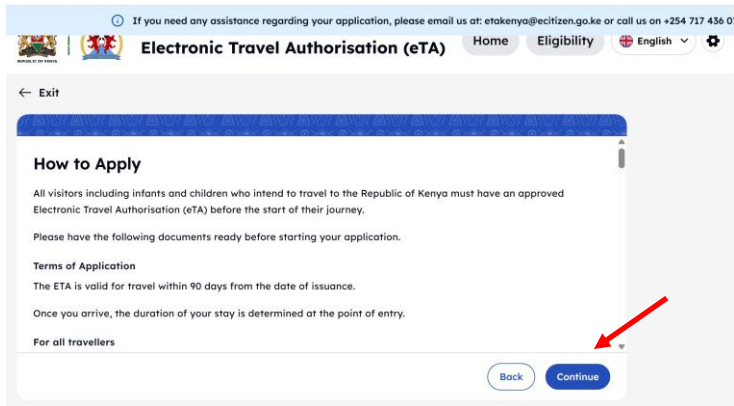 If you need any assistance regarding your application, please email us at: etakenya@ecitizen.go.ke or call us on +254 717 436 0
REPUBLIC OF KENYA
Electronic Travel Authorisation (eTA)
Home
Eligibility
English
← Exit
How to Apply
All visitors including infants and children who intend to travel to the Republic of Kenya must have an approved
Electronic Travel Authorisation (eTA) before the start of their journey.
Please have the following documents ready before starting your application.
Terms of Application
The ETA is valid for travel within 90 days from the date of issuance.
Once you arrive, the duration of your stay is determined at the point of entry.
For all travellers
Back
Continue